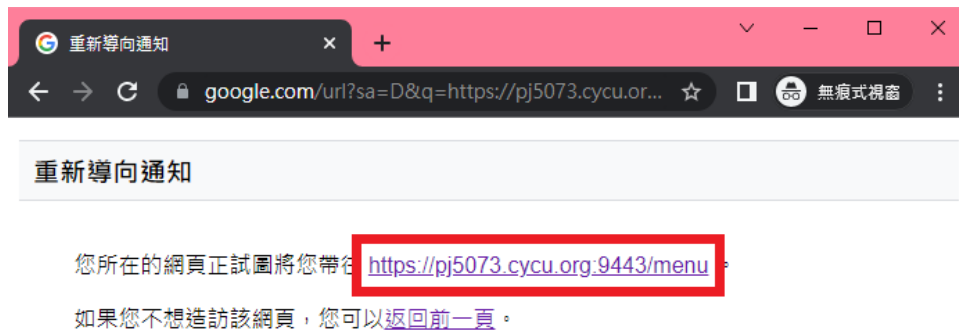 重新導向通知
google.com/url?sa=D&q=https://pj5073.cycu.or...
無痕式視窗
重新導向通知
您所在的網頁正試圖將您帶往 https://pj5073.cycu.org:9443/menu 。
如果您不想造訪該網頁，您可以返回前一頁。